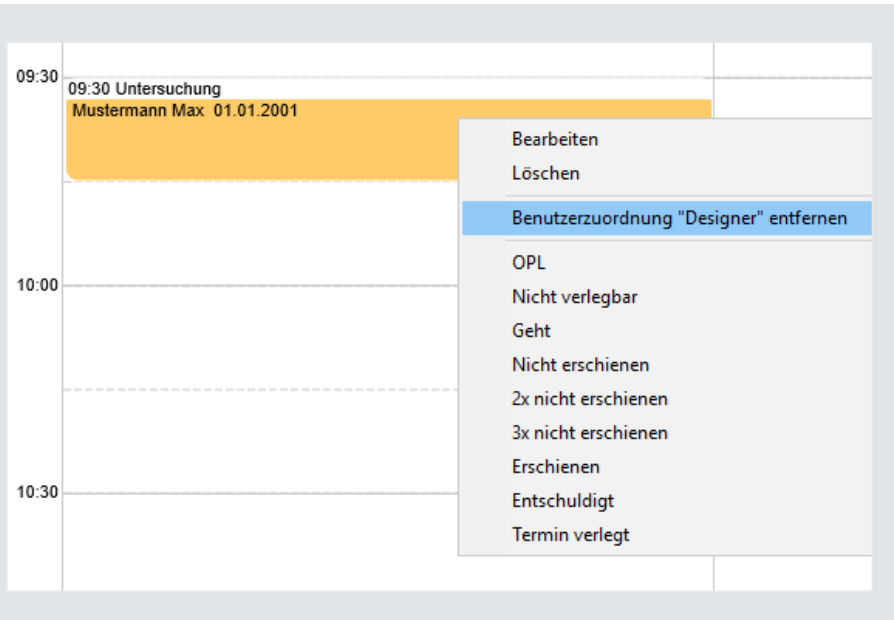 09:30
09:30 Untersuchung
Mustermann Max 01.01.2001
Bearbeiten
Löschen
Benutzerzuordnung "Designer" entfernen
OPL
10:00
Nicht verlegbar
Geht
Nicht erschienen
2x nicht erschienen
3x nicht erschienen
Erschienen
10:30
Entschuldigt
Termin verlegt